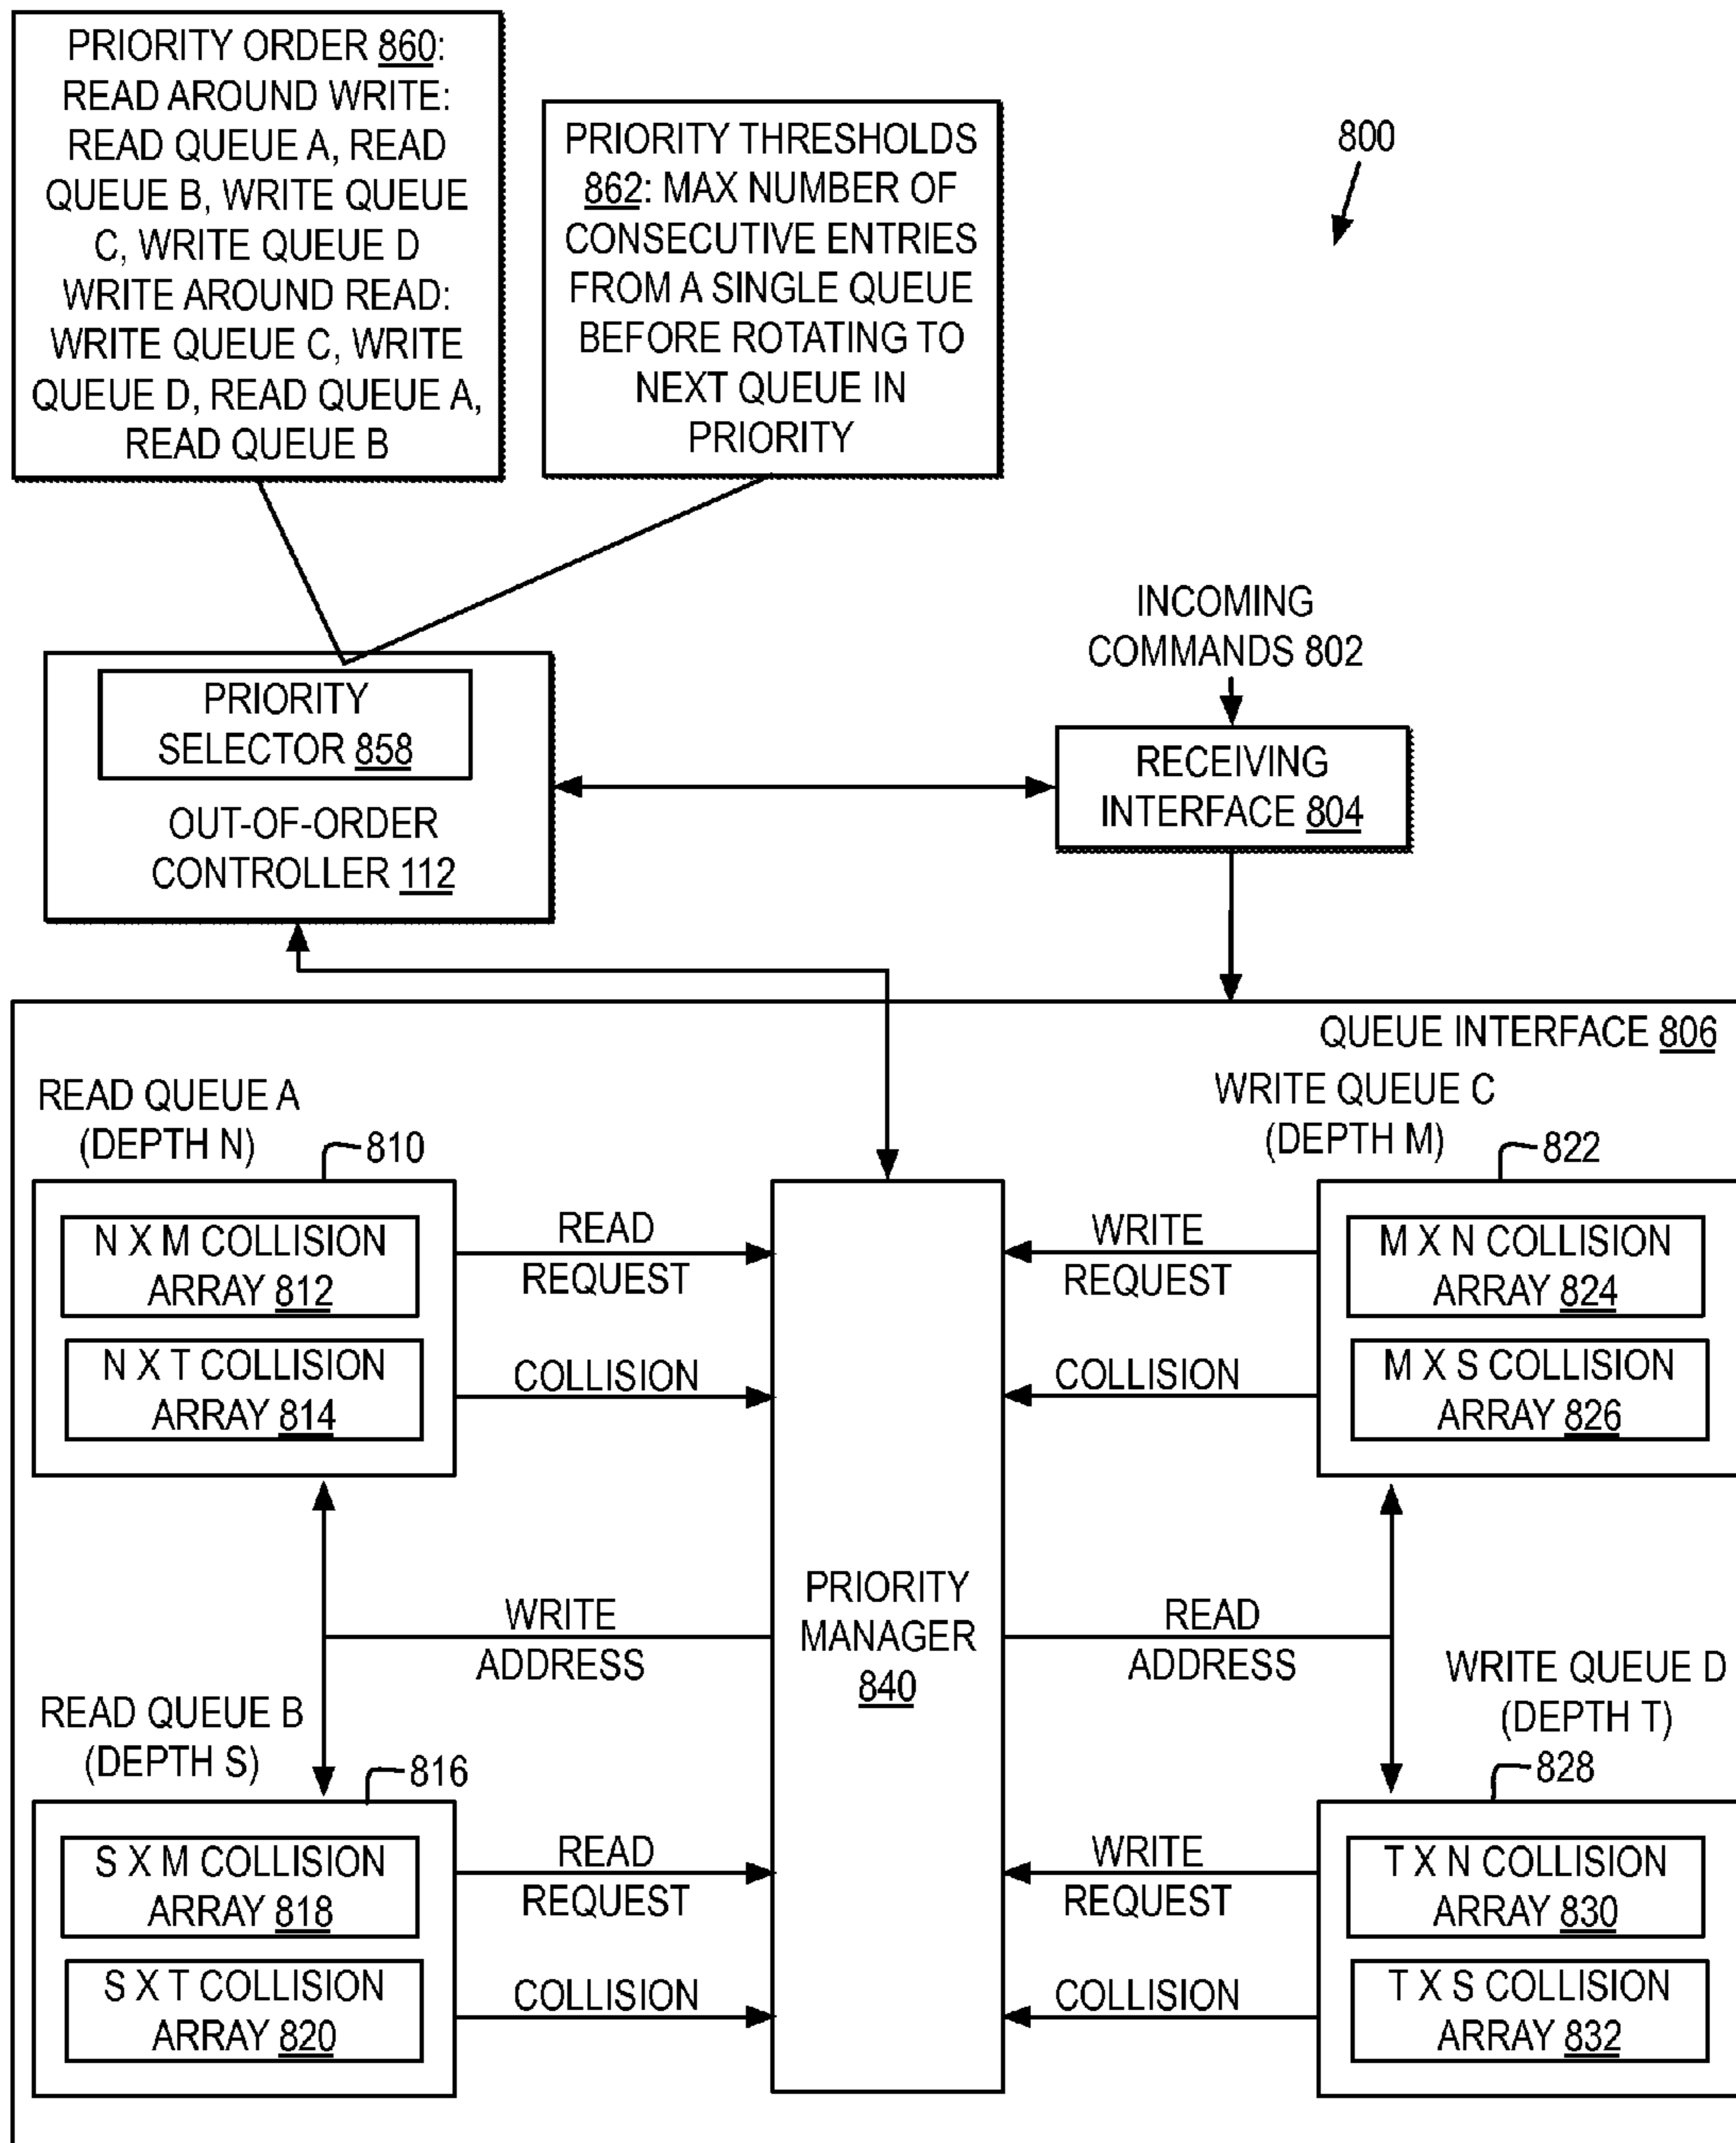 PRIORITY ORDER 860:
READ AROUND WRITE:
READ QUEUE A, READ
QUEUE B, WRITE QUEUE
C, WRITE QUEUE D
WRITE AROUND READ:
WRITE QUEUE C, WRITE
QUEUE D, READ QUEUE A,
READ QUEUE B
PRIORITY THRESHOLDS
862: MAX NUMBER OF
CONSECUTIVE ENTRIES
FROM A SINGLE QUEUE
BEFORE ROTATING TO
NEXT QUEUE IN
PRIORITY
800
INCOMING
COMMANDS 802
PRIORITY
SELECTOR 858
OUT-OF-ORDER
CONTROLLER 112
RECEIVING
INTERFACE 804
QUEUE INTERFACE 806
READ QUEUE A
(DEPTH N)
810
N X M COLLISION
ARRAY 812
N X T COLLISION
ARRAY 814
READ
REQUEST
COLLISION
WRITE QUEUE C
(DEPTH M)
822
M X N COLLISION
ARRAY 824
M X S COLLISION
ARRAY 826
WRITE
REQUEST
COLLISION
PRIORITY
MANAGER
840
WRITE
ADDRESS
READ
ADDRESS
READ QUEUE B
(DEPTH S)
816
S X M COLLISION
ARRAY 818
S X T COLLISION
ARRAY 820
READ
REQUEST
COLLISION
WRITE QUEUE D
(DEPTH T)
828
T X N COLLISION
ARRAY 830
T X S COLLISION
ARRAY 832
WRITE
REQUEST
COLLISION